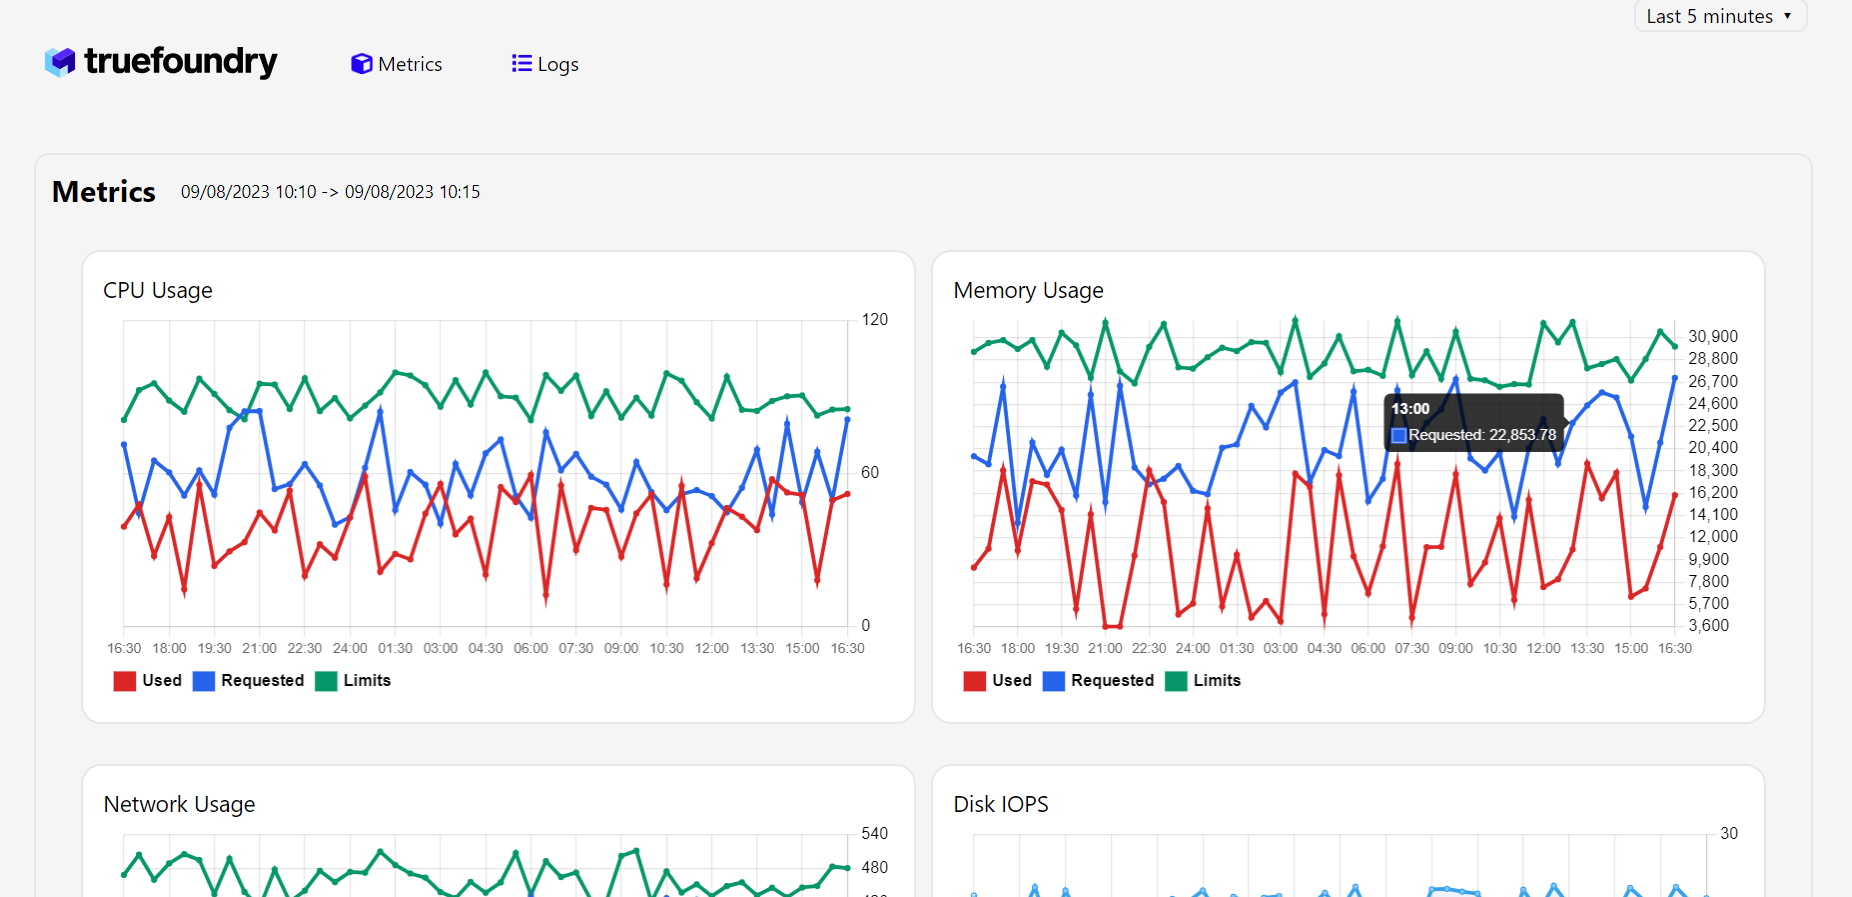 Last 5 minutes
truefoundry
Metrics
Logs
Metrics
09/08/2023 10:10 -> 09/08/2023 10:15
CPU Usage
120
60
0
16:30 18:00 19:30 21:00 22:30 24:00 01:30 03:00 04:30 06:00 07:30 09:00 10:30 12:00 13:30 15:00 16:30
Used Requested Limits
Memory Usage
30,900
28,800
26,700
24,600
22,500
20,400
18,300
16,200
14,100
12,000
9,900
7,800
5,700
3,600
13:00
Requested: 22,853.78
16:30 18:00 19:30 21:00 22:30 24:00 01:30 03:00 04:30 06:00 07:30 09:00 10:30 12:00 13:30 15:00 16:30
Used Requested Limits
Network Usage
540
480
Disk IOPS
30